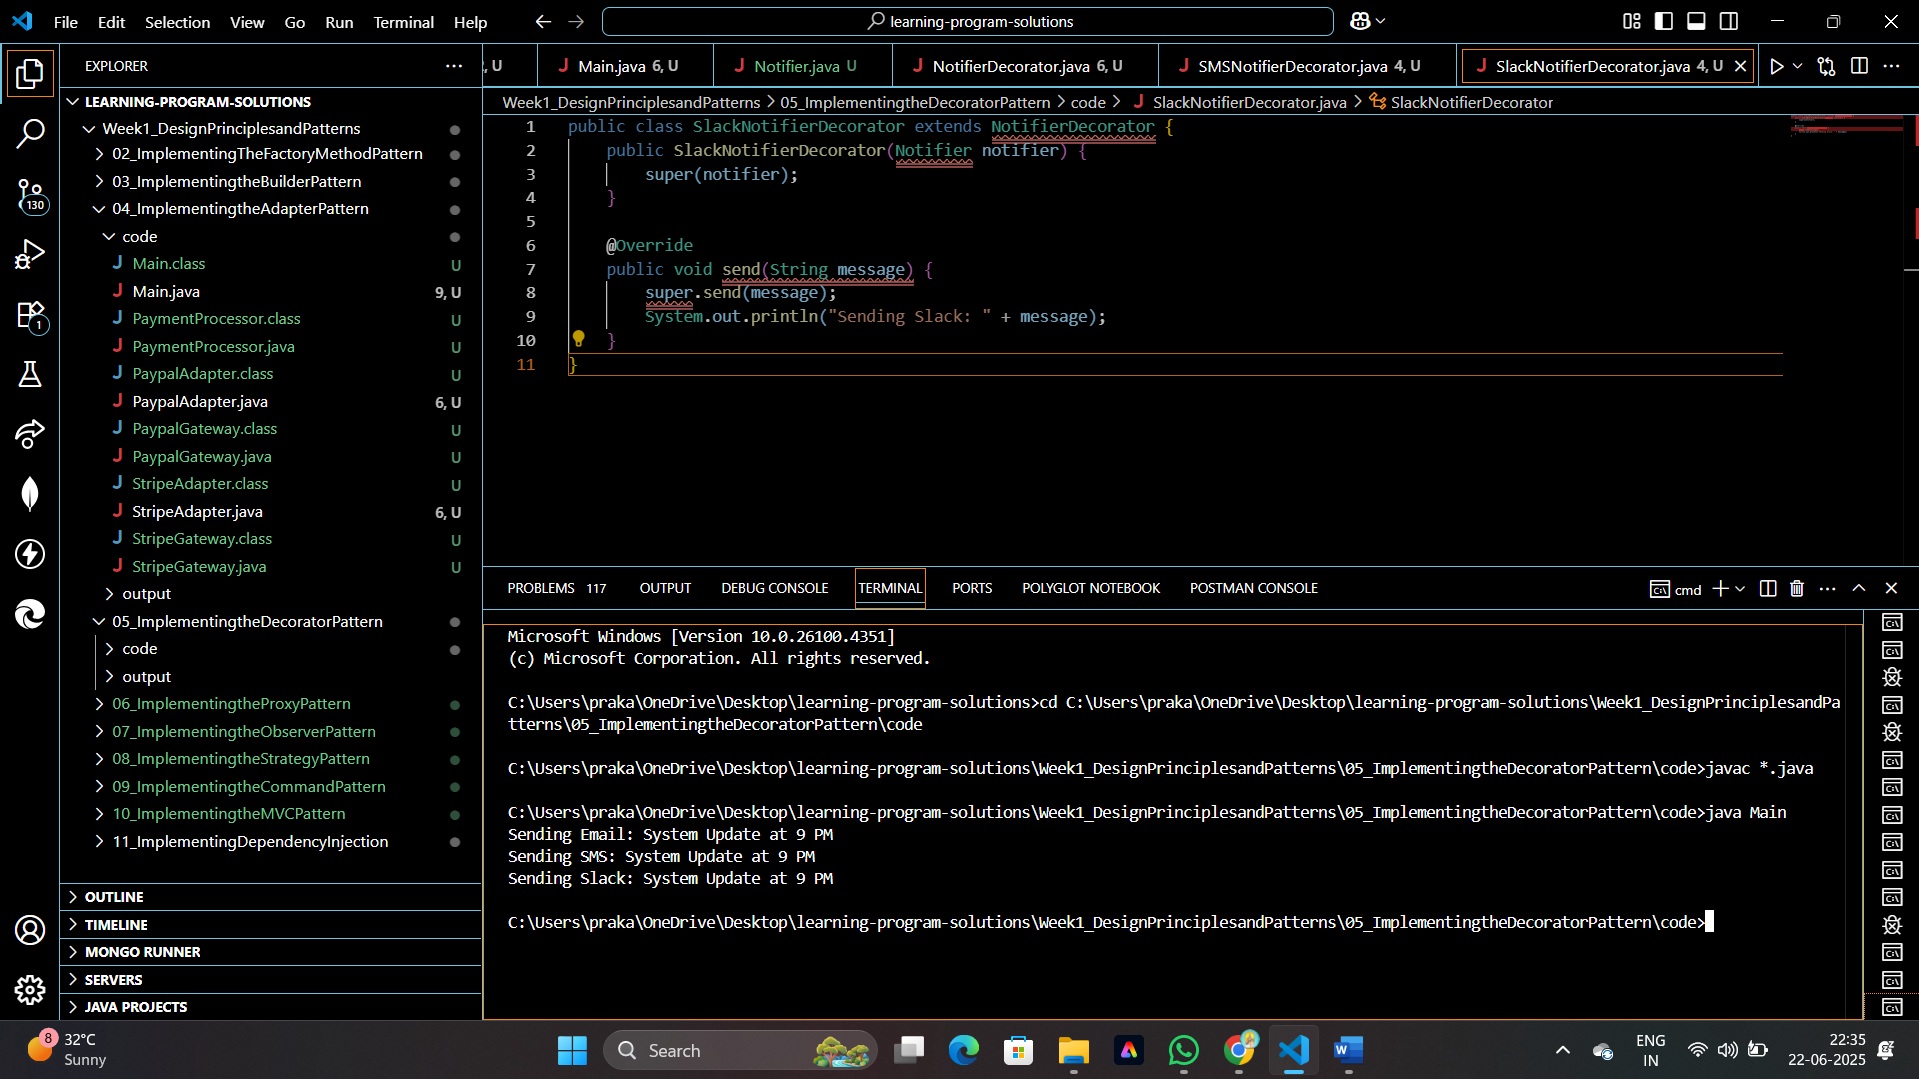 File Edit Selection View Go Run Terminal Help
learning-program-solutions
EXPLORER
, U
Main.java 6, U
Notifier.java U
NotifierDecorator.java 6, U
SMSNotifierDecorator.java 4, U
SlackNotifierDecorator.java 4, U
Week1_DesignPrinciplesandPatterns > 05_ImplementingtheDecoratorPattern > code > SlackNotifierDecorator.java > SlackNotifierDecorator
LEARNING-PROGRAM-SOLUTIONS
Week1_DesignPrinciplesandPatterns
02_ImplementingTheFactoryMethodPattern
03_ImplementingtheBuilderPattern
04_ImplementingtheAdapterPattern
code
Main.class U
Main.java 9, U
PaymentProcessor.class U
PaymentProcessor.java U
PaypalAdapter.class U
PaypalAdapter.java 6, U
PaypalGateway.class U
PaypalGateway.java U
StripeAdapter.class U
StripeAdapter.java 6, U
StripeGateway.class U
StripeGateway.java U
output
05_ImplementingtheDecoratorPattern
code
output
06_ImplementingtheProxyPattern
07_ImplementingtheObserverPattern
08_ImplementingtheStrategyPattern
09_ImplementingtheCommandPattern
10_ImplementingtheMVCPattern
11_ImplementingDependencyInjection
OUTLINE
TIMELINE
MONGO RUNNER
SERVERS
JAVA PROJECTS
130
1
1 public class SlackNotifierDecorator extends NotifierDecorator {
2 public SlackNotifierDecorator(Notifier notifier) {
3 super(notifier);
4 }
5
6 @Override
7 public void send(String message) {
8 super.send(message);
9 System.out.println("Sending Slack: " + message);
10 }
11 }
PROBLEMS 117 OUTPUT DEBUG CONSOLE TERMINAL PORTS POLYGLOT NOTEBOOK POSTMAN CONSOLE
cmd
Microsoft Windows [Version 10.0.26100.4351]
(c) Microsoft Corporation. All rights reserved.
C:\Users\praka\OneDrive\Desktop\learning-program-solutions>cd C:\Users\praka\OneDrive\Desktop\learning-program-solutions\Week1_DesignPrinciplesandPa
tterns\05_ImplementingtheDecoratorPattern\code
C:\Users\praka\OneDrive\Desktop\learning-program-solutions\Week1_DesignPrinciplesandPatterns\05_ImplementingtheDecoratorPattern\code>javac *.java
C:\Users\praka\OneDrive\Desktop\learning-program-solutions\Week1_DesignPrinciplesandPatterns\05_ImplementingtheDecoratorPattern\code>java Main
Sending Email: System Update at 9 PM
Sending SMS: System Update at 9 PM
Sending Slack: System Update at 9 PM
C:\Users\praka\OneDrive\Desktop\learning-program-solutions\Week1_DesignPrinciplesandPatterns\05_ImplementingtheDecoratorPattern\code>
8
32°C
Sunny
Search
ENG
IN
22:35
22-06-2025